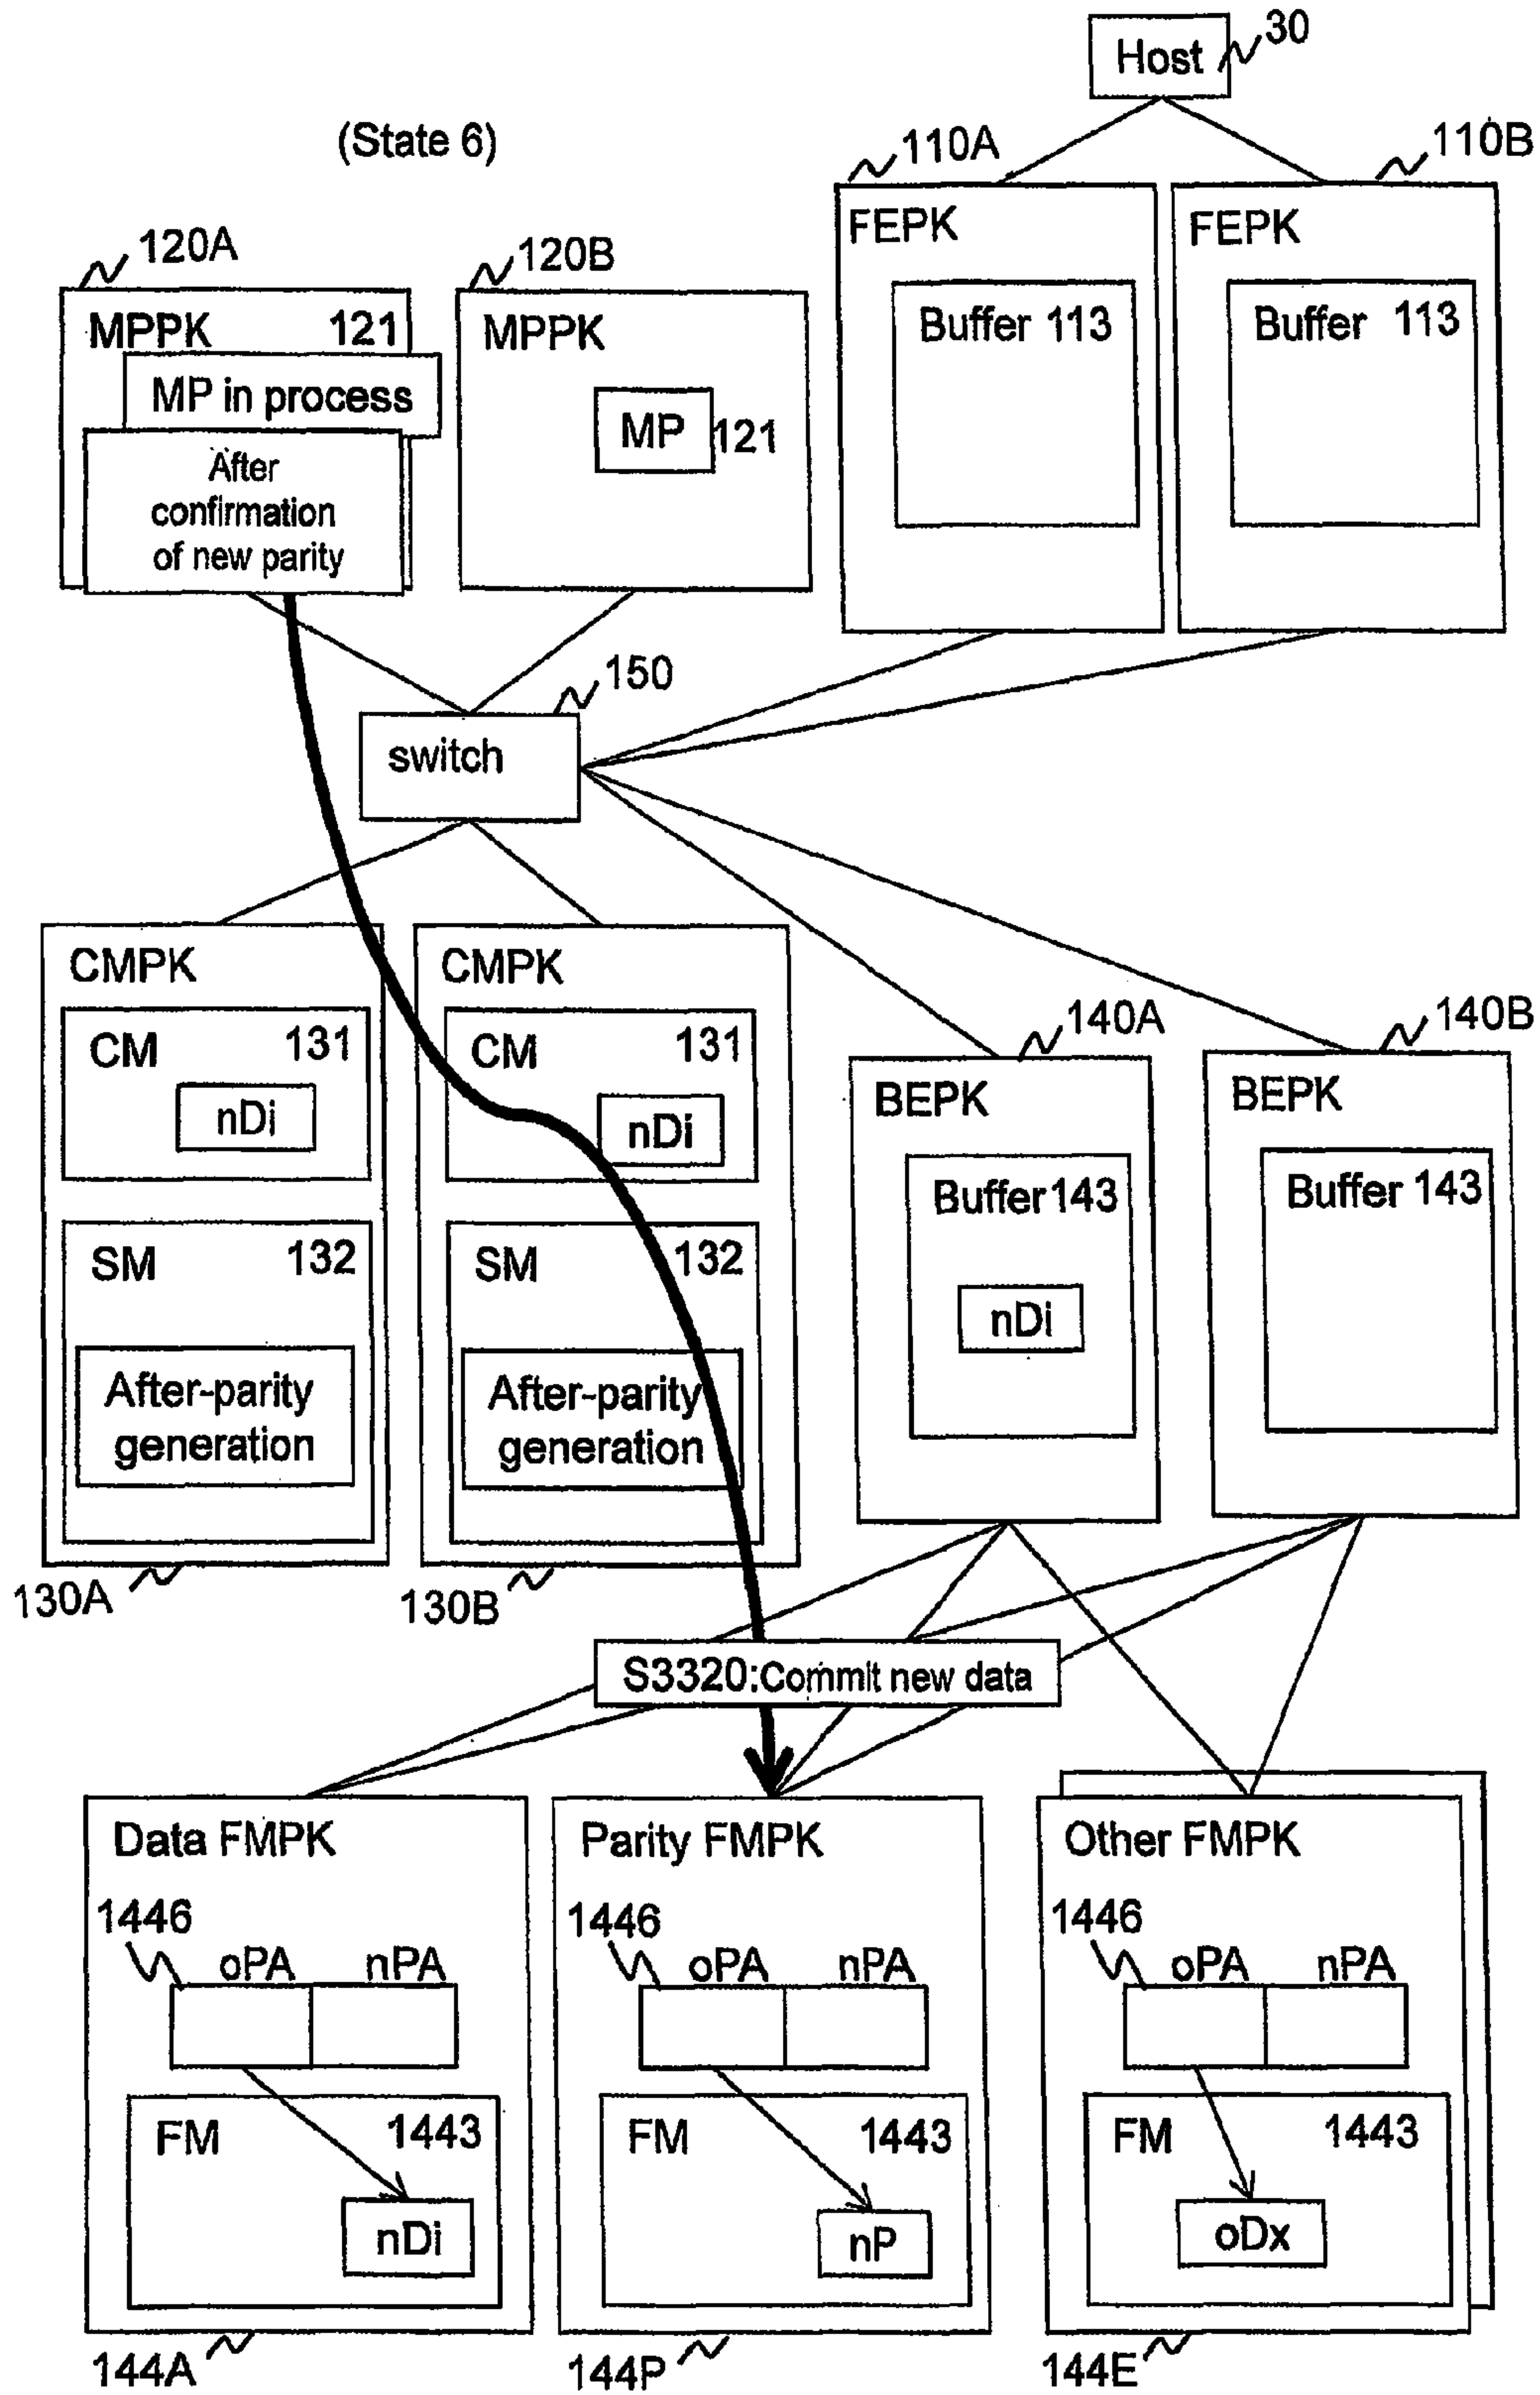 Host
30
(State 6)
110A
110B
FEPK
FEPK
120A
120B
Buffer 113
Buffer 113
MPPK 121
MPPK
MP in process
MP
121
After
confirmation
of new parity
150
switch
CMPK
CMPK
140A
140B
CM 131
CM 131
BEPK
BEPK
nDi
nDi
Buffer 143
Buffer 143
SM 132
SM 132
nDi
After-parity
generation
After-parity
generation
130A
130B
S3320:Commit new data
Data FMPK
Parity FMPK
Other FMPK
1446
1446
1446
oPA nPA
oPA nPA
oPA nPA
FM 1443
FM 1443
FM 1443
nDi
nP
oDx
144A
144P
144E